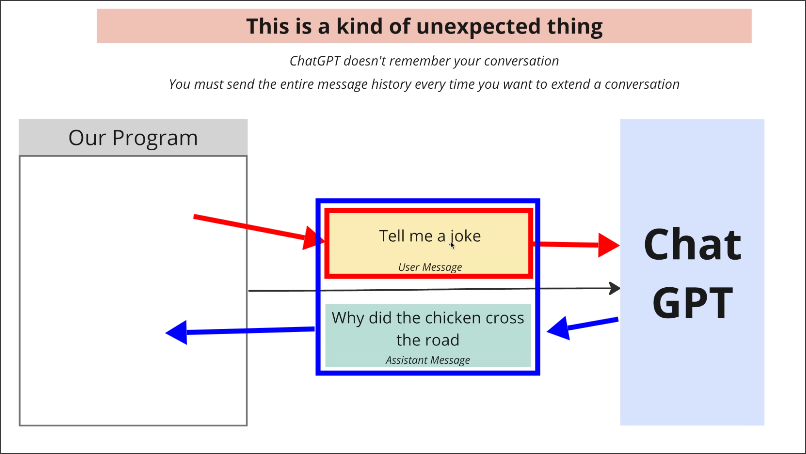 This is a kind of unexpected thing
ChatGPT doesn't remember your conversation
You must send the entire message history every time you want to extend a conversation
Our Program
Tell me a joke
User Message
Why did the chicken cross
the road
Assistant Message
Chat
GPT